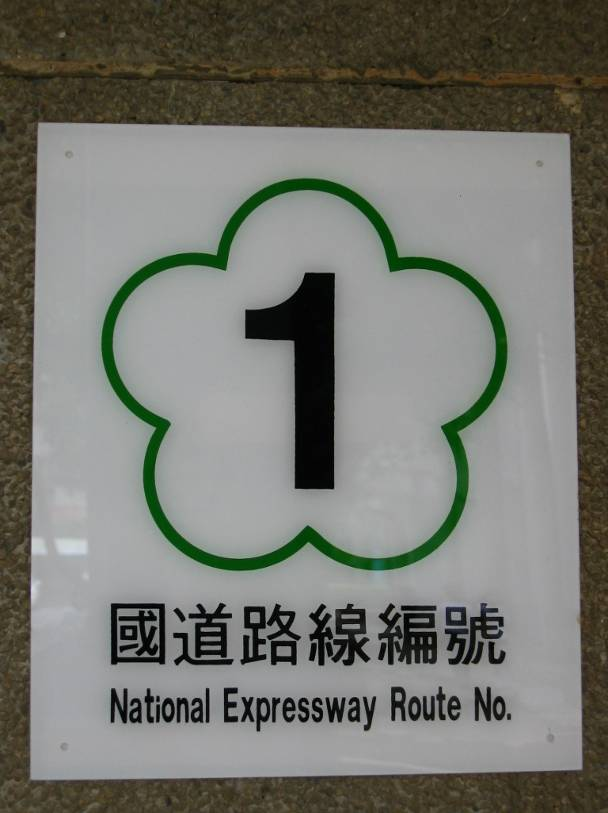 1
國道路線編號
National Expressway Route No.